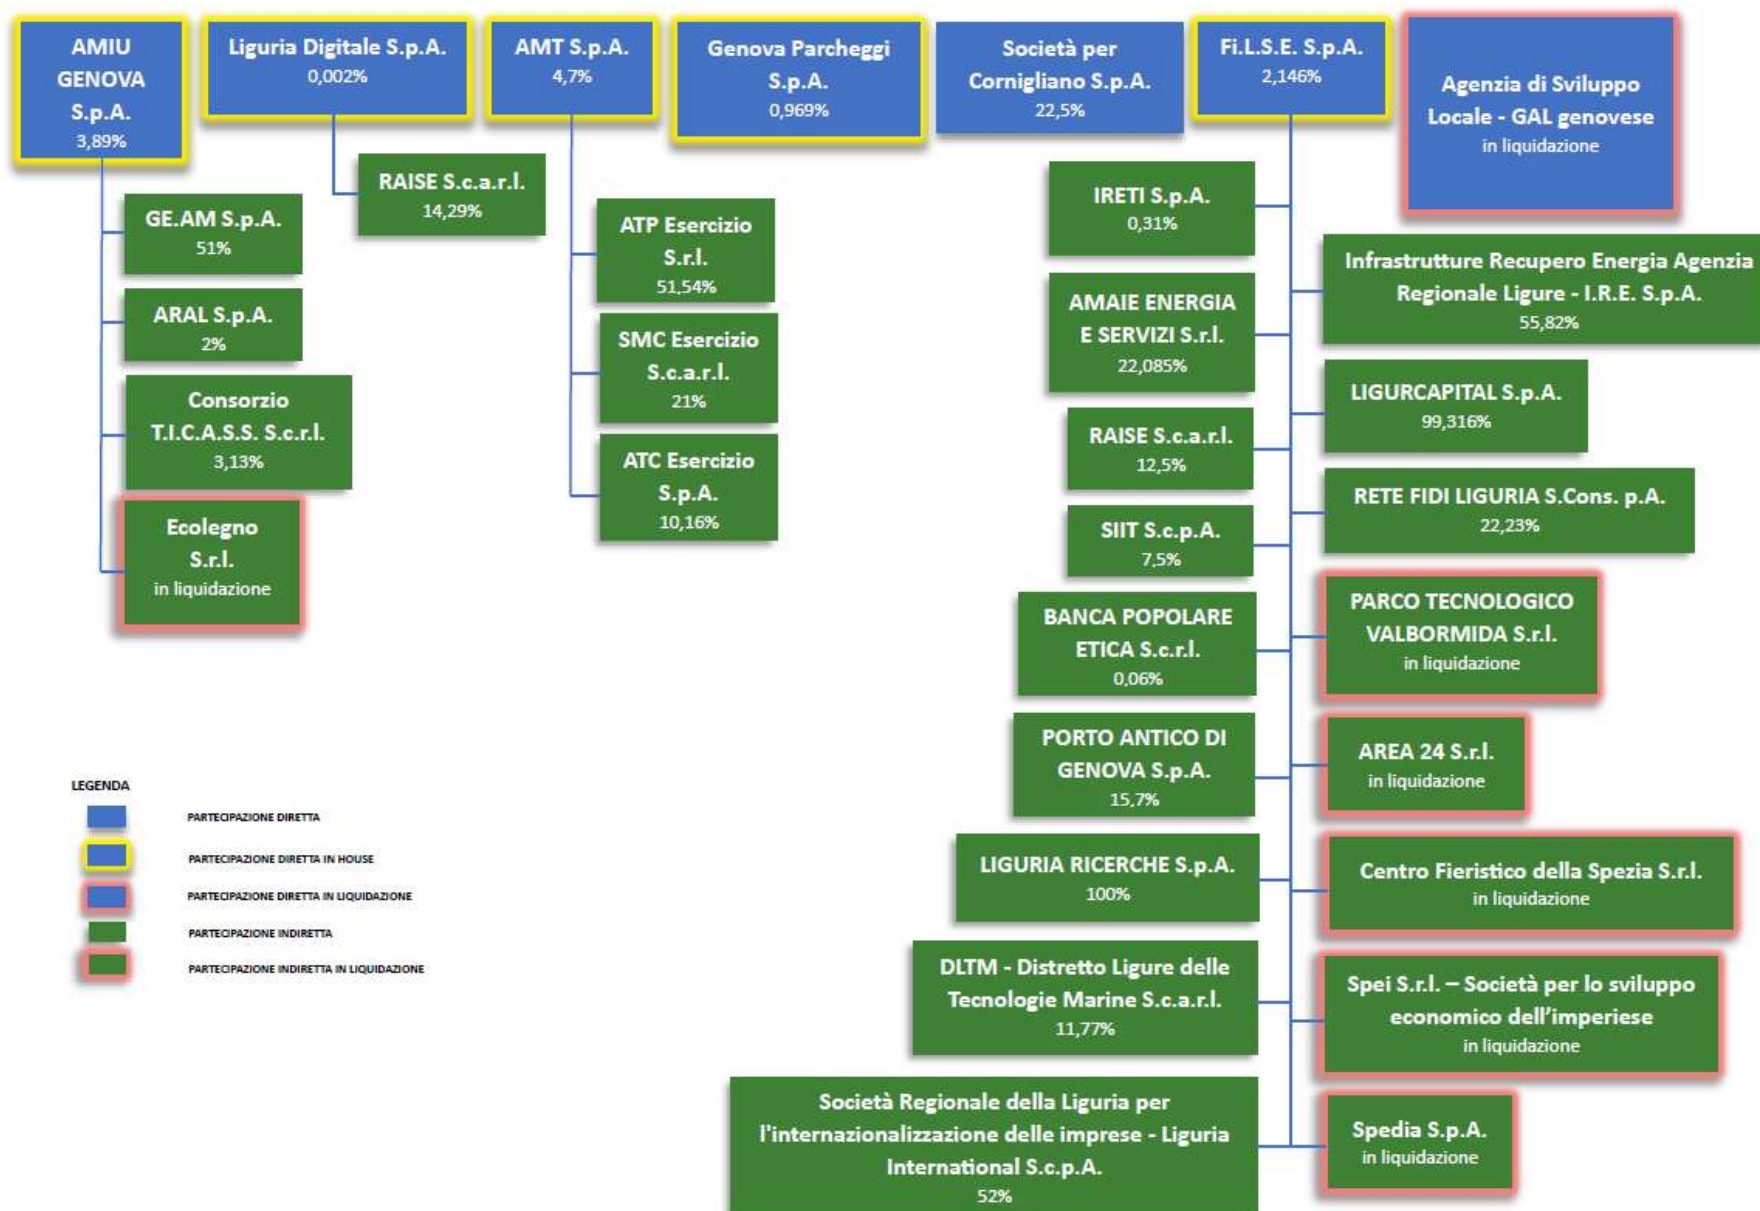 AMIU
GENOVA
S.p.A.
3,89%
Liguria Digitale S.p.A.
0,002%
AMT S.p.A.
4,7%
Genova Parcheggi
S.p.A.
0,969%
Società per
Cornigliano S.p.A.
22,5%
Fi.L.S.E. S.p.A.
2,146%
Agenzia di Sviluppo
Locale - GAL genovese
in liquidazione
GE.AM S.p.A.
51%
ARAL S.p.A.
2%
Consorzio
T.I.C.A.S.S. S.c.r.l.
3,13%
Ecolegno
S.r.l.
in liquidazione
RAISE S.c.a.r.l.
14,29%
ATP Esercizio
S.r.l.
51,54%
SMC Esercizio
S.c.a.r.l.
21%
ATC Esercizio
S.p.A.
10,16%
IRETI S.p.A.
0,31%
AMAIE ENERGIA
E SERVIZI S.r.l.
22,085%
RAISE S.c.a.r.l.
12,5%
SIIT S.c.p.A.
7,5%
BANCA POPOLARE
ETICA S.c.r.l.
0,06%
PORTO ANTICO DI
GENOVA S.p.A.
15,7%
LIGURIA RICERCHE S.p.A.
100%
DLTM - Distretto Ligure delle
Tecnologie Marine S.c.a.r.l.
11,77%
Società Regionale della Liguria per
l'internazionalizzazione delle imprese - Liguria
International S.c.p.A.
52%
Infrastrutture Recupero Energia Agenzia
Regionale Ligure - I.R.E. S.p.A.
55,82%
LIGURCAPITAL S.p.A.
99,316%
RETE FIDI LIGURIA S.Cons. p.A.
22,23%
PARCO TECNOLOGICO
VALBORMIDA S.r.l.
in liquidazione
AREA 24 S.r.l.
in liquidazione
Centro Fieristico della Spezia S.r.l.
in liquidazione
Spei S.r.l. – Società per lo sviluppo
economico dell’imperiese
in liquidazione
Spedia S.p.A.
in liquidazione
LEGENDA
PARTECIPAZIONE DIRETTA
PARTECIPAZIONE DIRETTA IN HOUSE
PARTECIPAZIONE DIRETTA IN LIQUIDAZIONE
PARTECIPAZIONE INDIRETTA
PARTECIPAZIONE INDIRETTA IN LIQUIDAZIONE